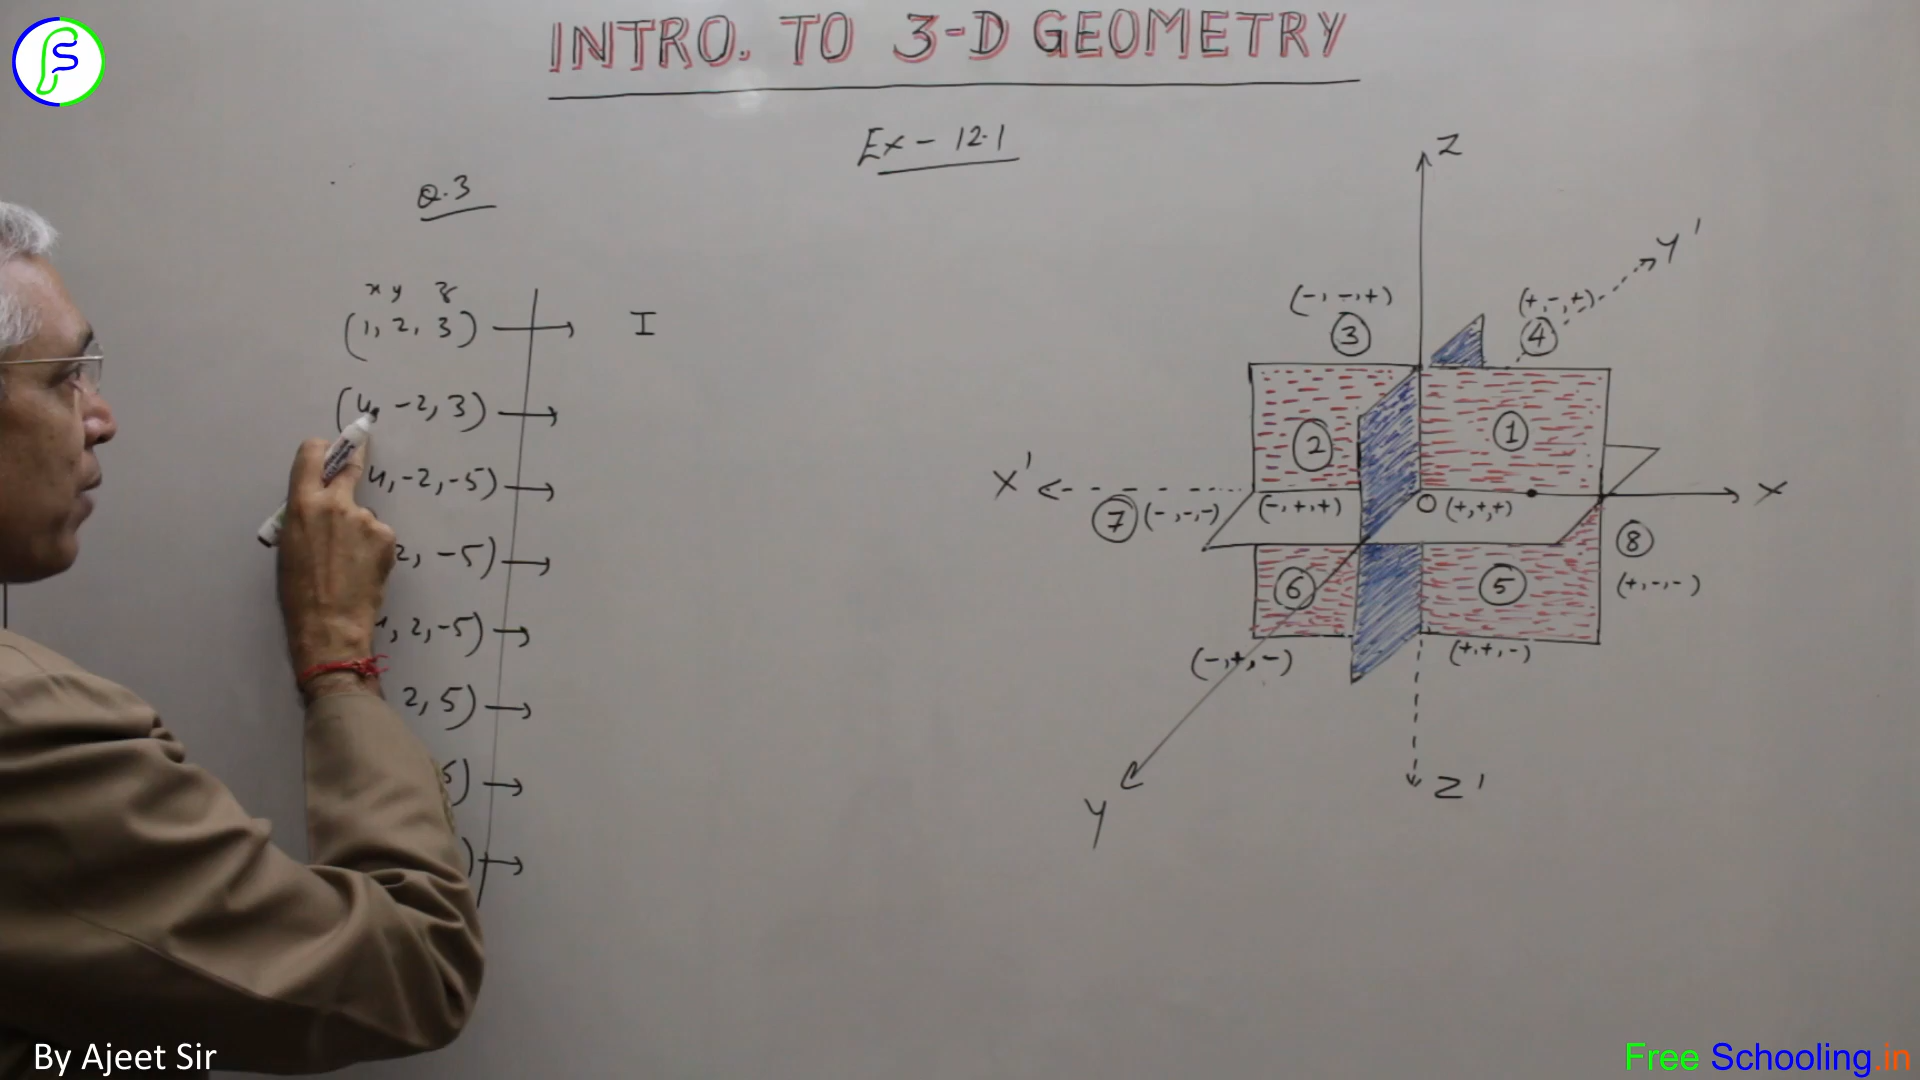 INTRO. TO 3-D GEOMETRY
Ex - 12.1
Q.3
x y z
(1, 2, 3) → I
(4, -2, 3) →
4, -2, -5) →
2, -5) →
, 2, -5) →
2, 5) →
5) →
) →
Z
Y'
(-, -, +)
3
(+, -, +)
4
2
1
X'
7 (-, -, -)
(-, +, +)
O (+, +, +)
X
8
(+, -, -)
6
5
(-, +, -)
(+, +, -)
Y
Z'
By Ajeet Sir
Free Schooling.in